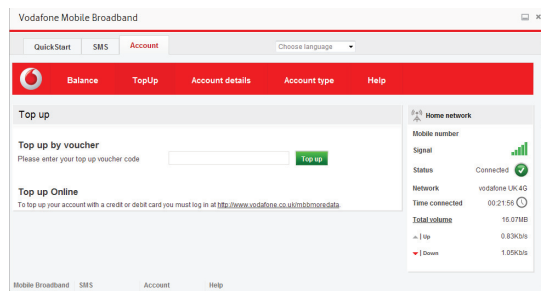 Vodafone Mobile Broadband
QuickStart SMS Account Choose language
Balance TopUp Account details Account type Help
Top up
Top up by voucher
Please enter your top up voucher code Top up
Top up Online
To top up your account with a credit or debit card you must log in at http://www.vodafone.co.uk/mbbmoredata.
Home network
Mobile number
Signal
Status Connected
Network vodafone UK 4G
Time connected 00:21:56
Total volume 16.07MB
Up 0.83Kb/s
Down 1.05Kb/s
Mobile Broadband SMS Account Help